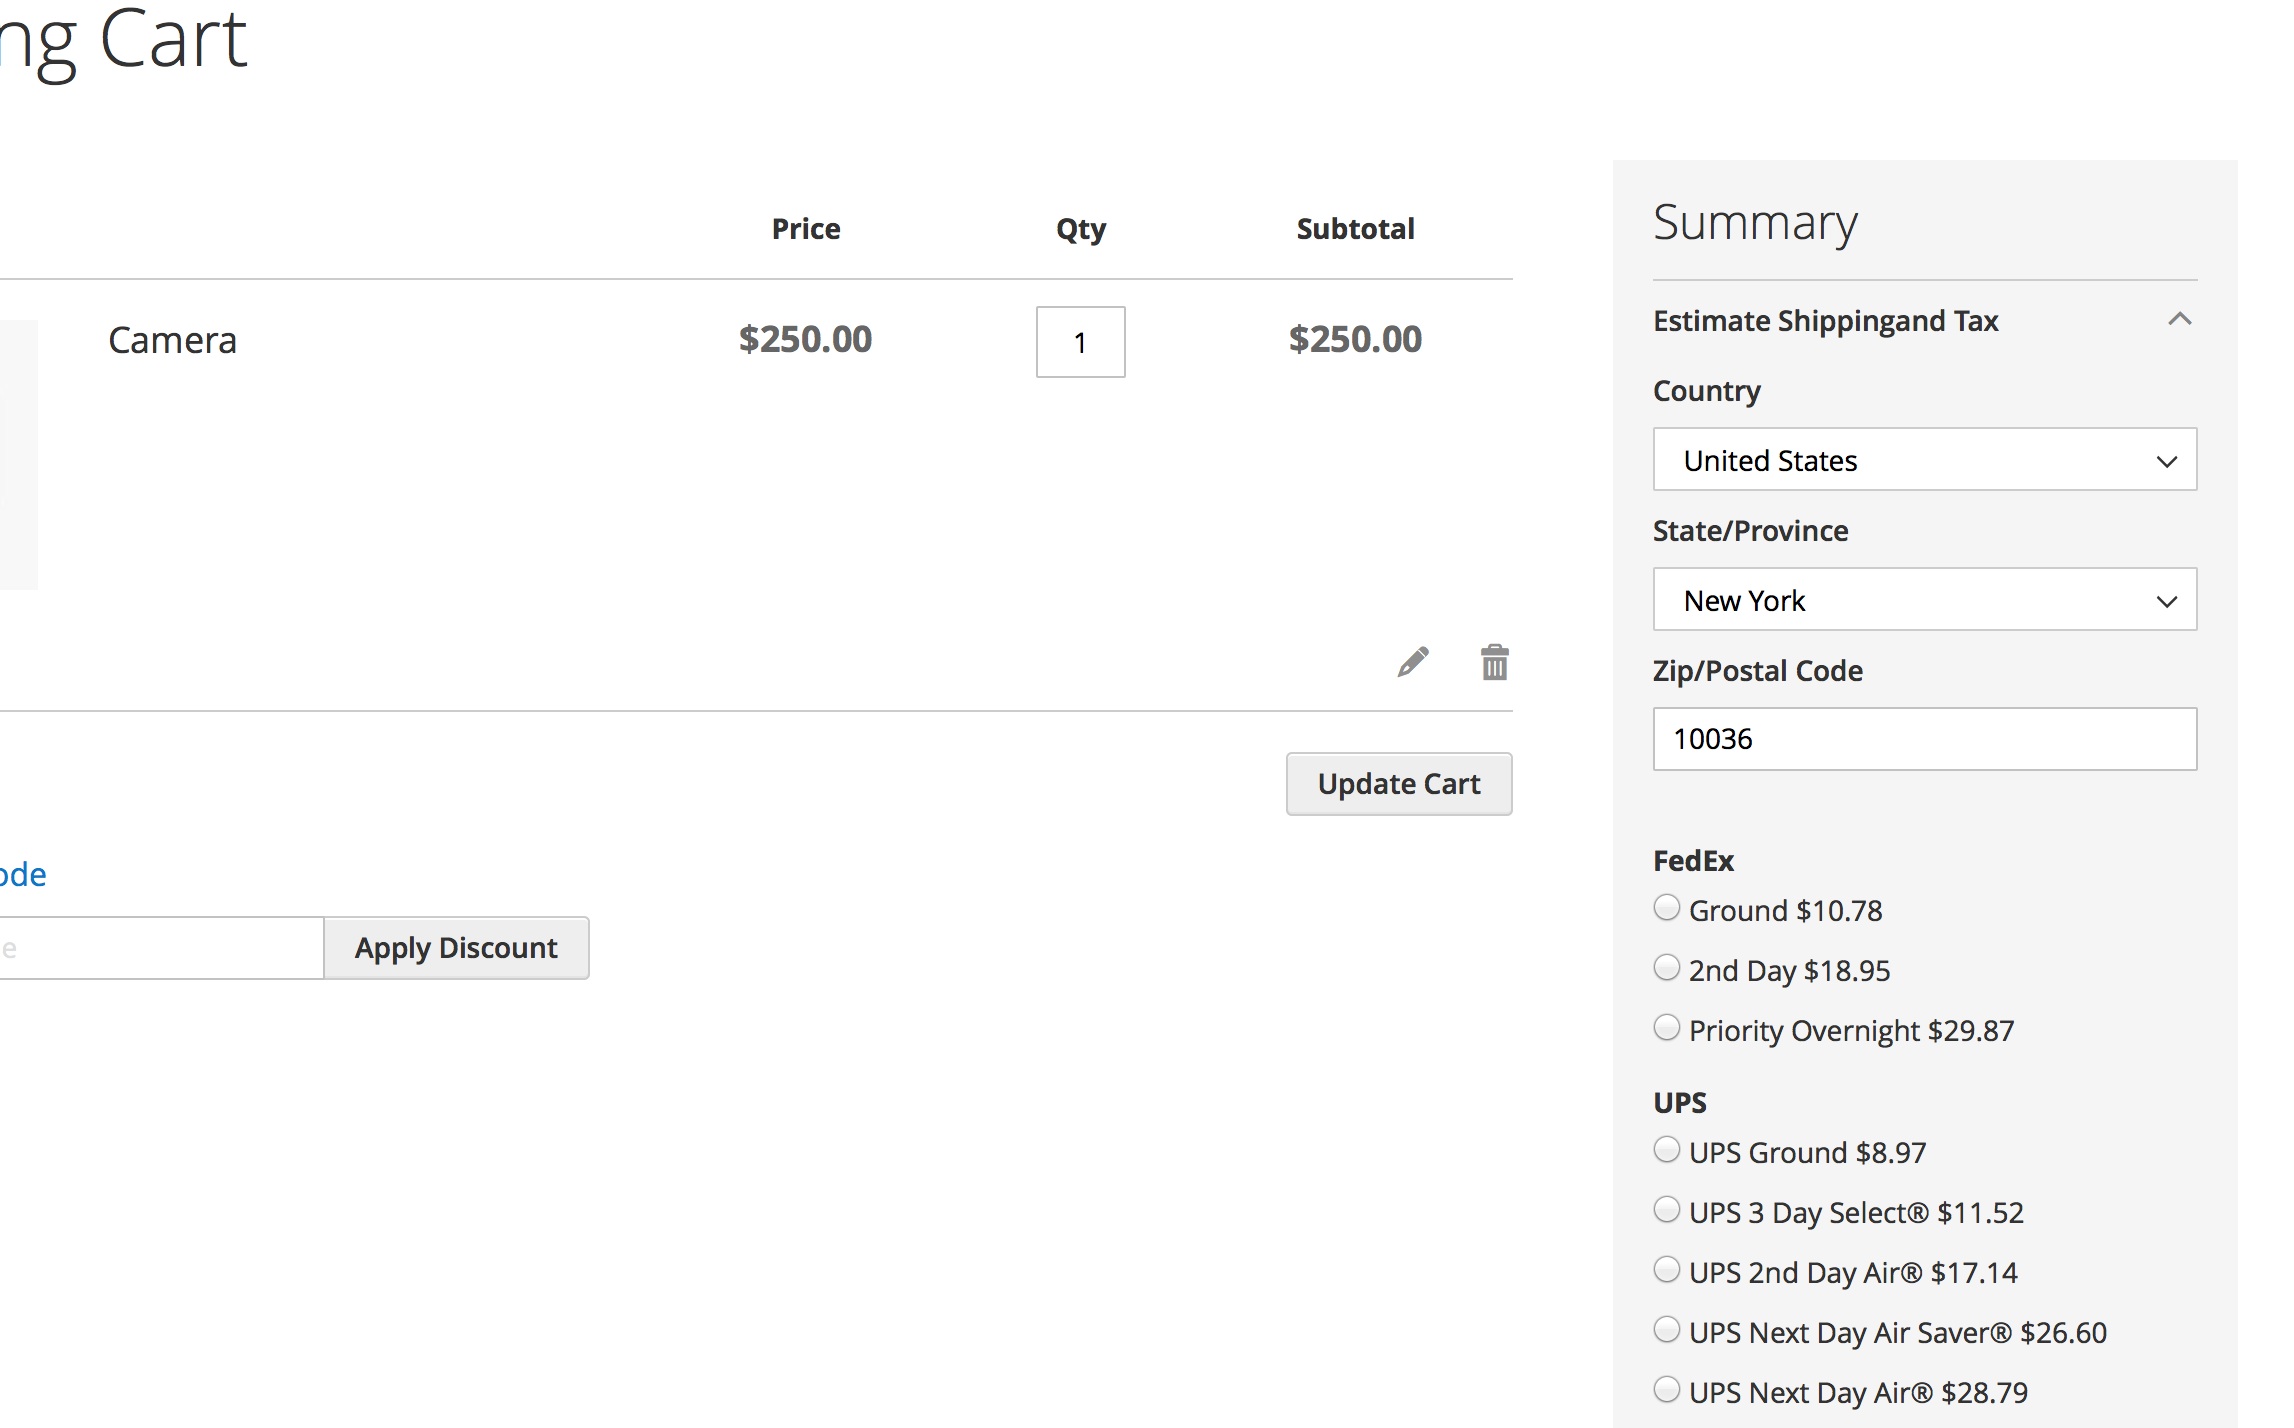 ng Cart
Price Qty Subtotal
Camera $250.00 1 $250.00
Update Cart
ode
e Apply Discount
Summary
Estimate Shippingand Tax
Country
United States
State/Province
New York
Zip/Postal Code
10036
FedEx
Ground $10.78
2nd Day $18.95
Priority Overnight $29.87
UPS
UPS Ground $8.97
UPS 3 Day Select® $11.52
UPS 2nd Day Air® $17.14
UPS Next Day Air Saver® $26.60
UPS Next Day Air® $28.79